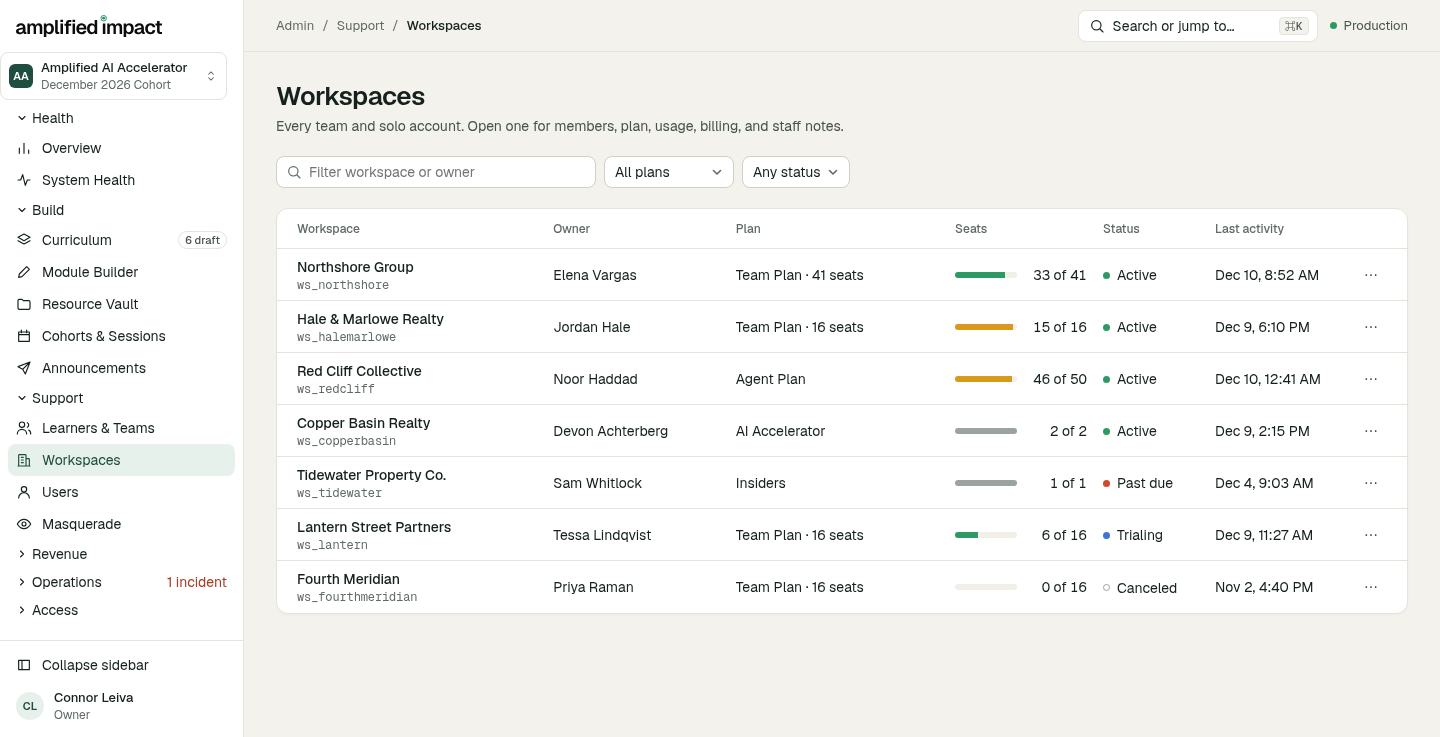 amplified impact
AA
Amplified AI Accelerator
December 2026 Cohort
Health
Overview
System Health
Build
Curriculum
6 draft
Module Builder
Resource Vault
Cohorts & Sessions
Announcements
Support
Learners & Teams
Workspaces
Users
Masquerade
Revenue
Operations
1 incident
Access
Collapse sidebar
CL
Connor Leiva
Owner
Admin / Support / Workspaces
Search or jump to...
⌘K
Production
Workspaces
Every team and solo account. Open one for members, plan, usage, billing, and staff notes.
Filter workspace or owner
All plans
Any status
Workspace Owner Plan Seats Status Last activity
Northshore Group
ws_northshore
Elena Vargas Team Plan · 41 seats 33 of 41 Active Dec 10, 8:52 AM ···
Hale & Marlowe Realty
ws_halemarlowe
Jordan Hale Team Plan · 16 seats 15 of 16 Active Dec 9, 6:10 PM ···
Red Cliff Collective
ws_redcliff
Noor Haddad Agent Plan 46 of 50 Active Dec 10, 12:41 AM ···
Copper Basin Realty
ws_copperbasin
Devon Achterberg AI Accelerator 2 of 2 Active Dec 9, 2:15 PM ···
Tidewater Property Co.
ws_tidewater
Sam Whitlock Insiders 1 of 1 Past due Dec 4, 9:03 AM ···
Lantern Street Partners
ws_lantern
Tessa Lindqvist Team Plan · 16 seats 6 of 16 Trialing Dec 9, 11:27 AM ···
Fourth Meridian
ws_fourthmeridian
Priya Raman Team Plan · 16 seats 0 of 16 Canceled Nov 2, 4:40 PM ···